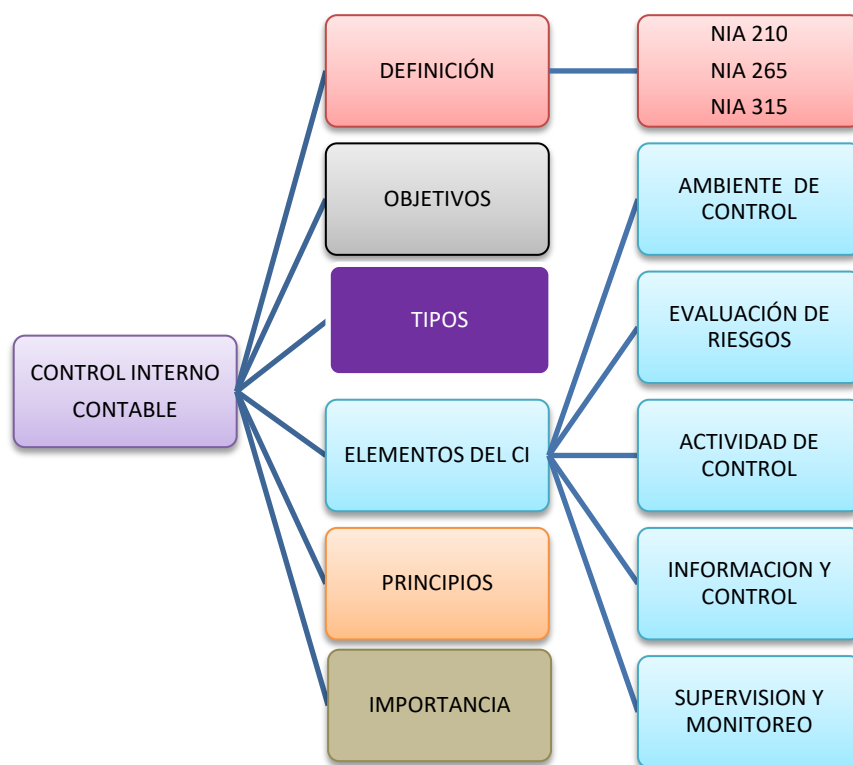 CONTROL INTERNO
CONTABLE
DEFINICIÓN
NIA 210
NIA 265
NIA 315
OBJETIVOS
TIPOS
ELEMENTOS DEL CI
AMBIENTE DE
CONTROL
EVALUACIÓN DE
RIESGOS
ACTIVIDAD DE
CONTROL
INFORMACION Y
CONTROL
SUPERVISION Y
MONITOREO
PRINCIPIOS
IMPORTANCIA